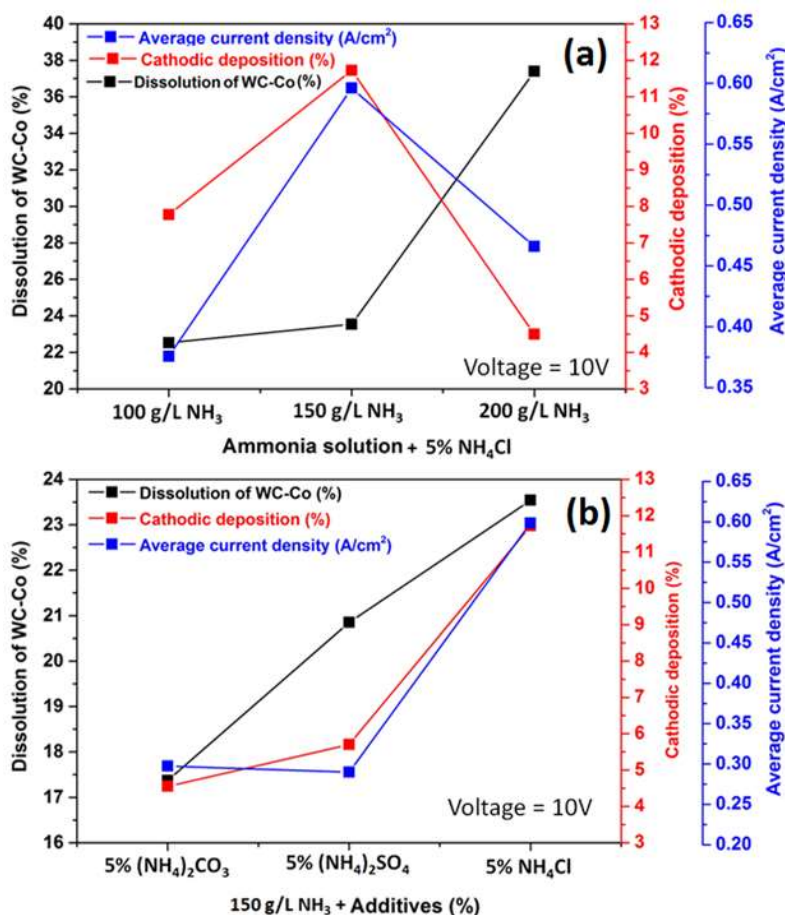 Average current density (A/cm²)
Cathodic deposition (%)
Dissolution of WC-Co (%)
(a)
Voltage = 10V
Dissolution of WC-Co (%)
40
38
36
34
32
30
28
26
24
22
20
13
12
11
10
9
8
7
6
5
4
3
Cathodic deposition (%)
0.65
0.60
0.55
0.50
0.45
0.40
0.35
Average current density (A/cm²)
100 g/L NH₃ 150 g/L NH₃ 200 g/L NH₃
Ammonia solution + 5% NH₄Cl
Dissolution of WC-Co (%)
Cathodic deposition (%)
Average current density (A/cm²)
(b)
Voltage = 10V
Dissolution of WC-Co (%)
24
23
22
21
20
19
18
17
16
13
12
11
10
9
8
7
6
5
4
3
Cathodic deposition (%)
0.65
0.60
0.55
0.50
0.45
0.40
0.35
0.30
0.25
0.20
Average current density (A/cm²)
5% (NH₄)₂CO₃ 5% (NH₄)₂SO₄ 5% NH₄Cl
150 g/L NH₃ + Additives (%)